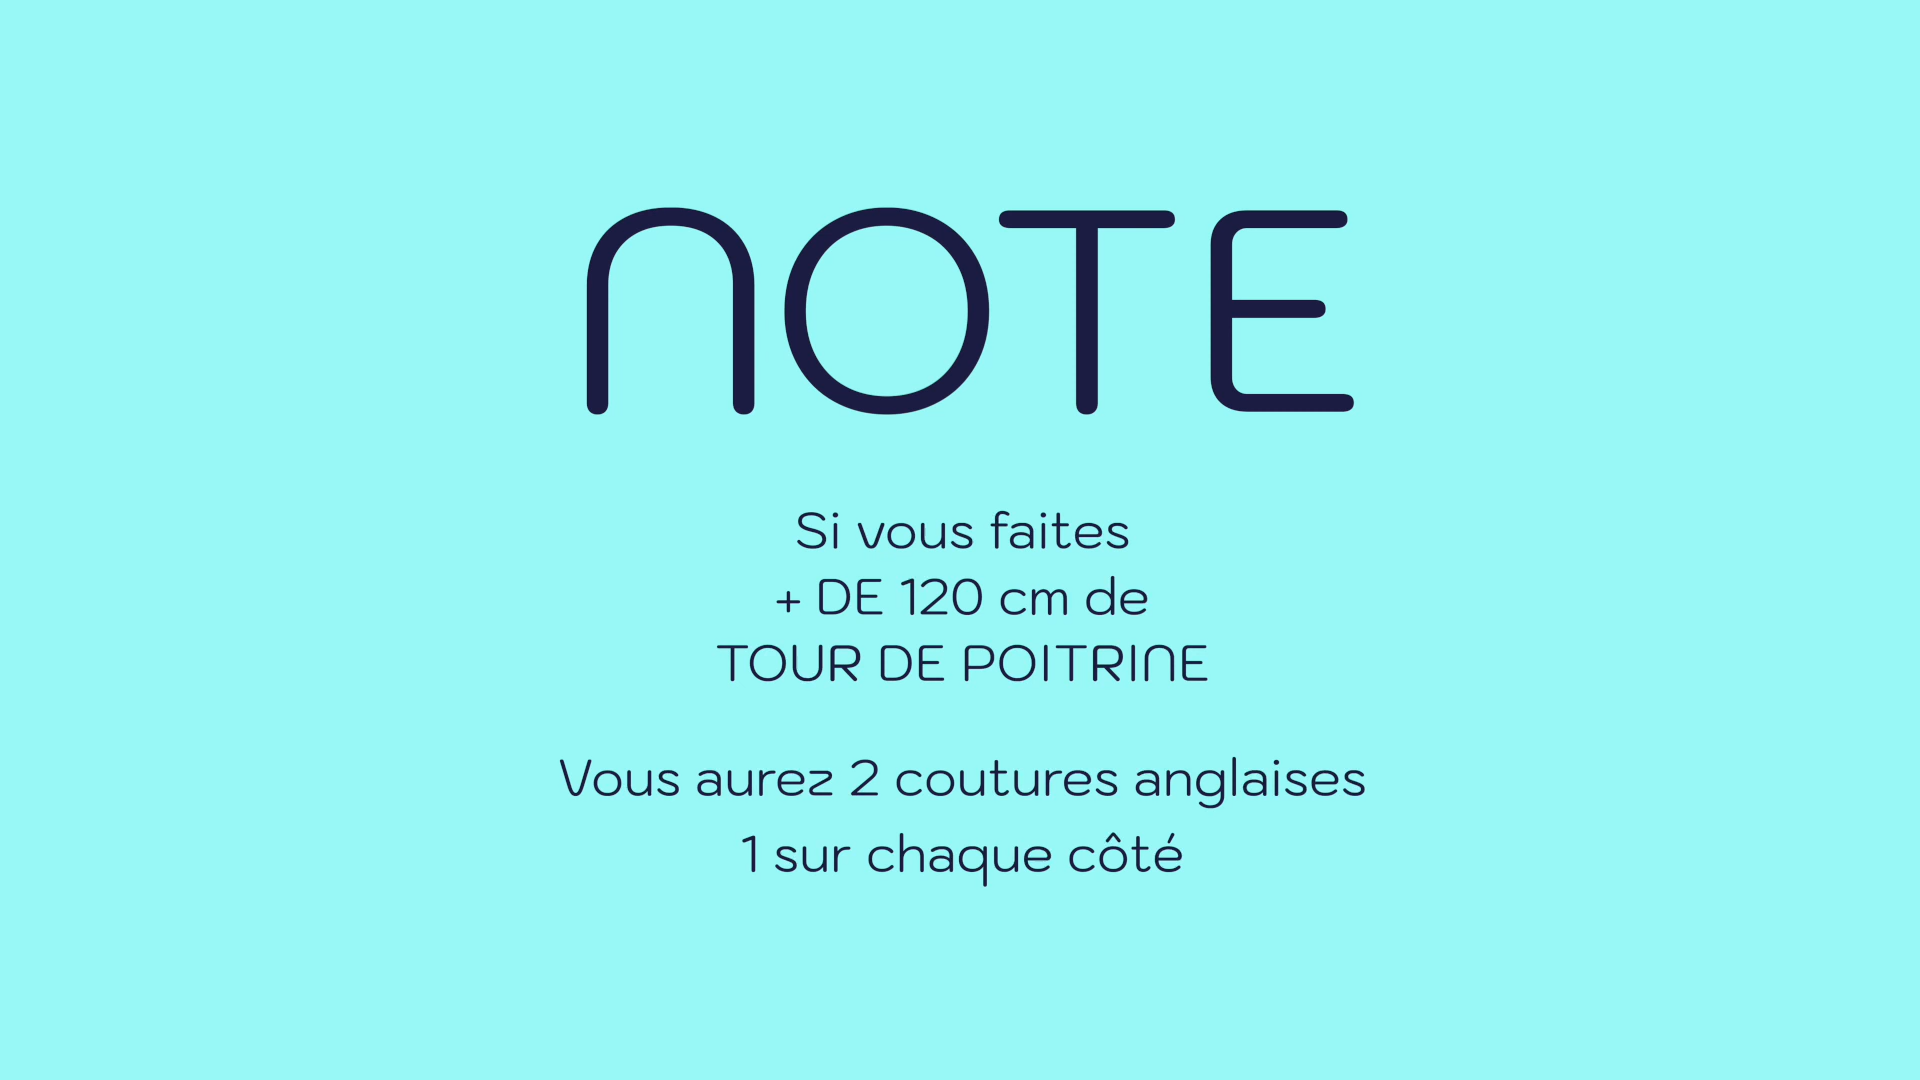 NOTE
Si vous faites
+ DE 120 cm de
TOUR DE POITRINE
Vous aurez 2 coutures anglaises
1 sur chaque côté